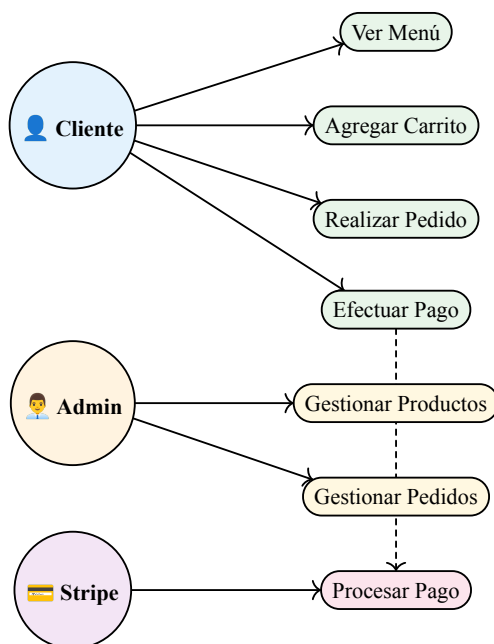 Ver Menú
👤 Cliente
Agregar Carrito
Realizar Pedido
Efectuar Pago
👨‍💼 Admin
Gestionar Productos
Gestionar Pedidos
💳 Stripe
Procesar Pago